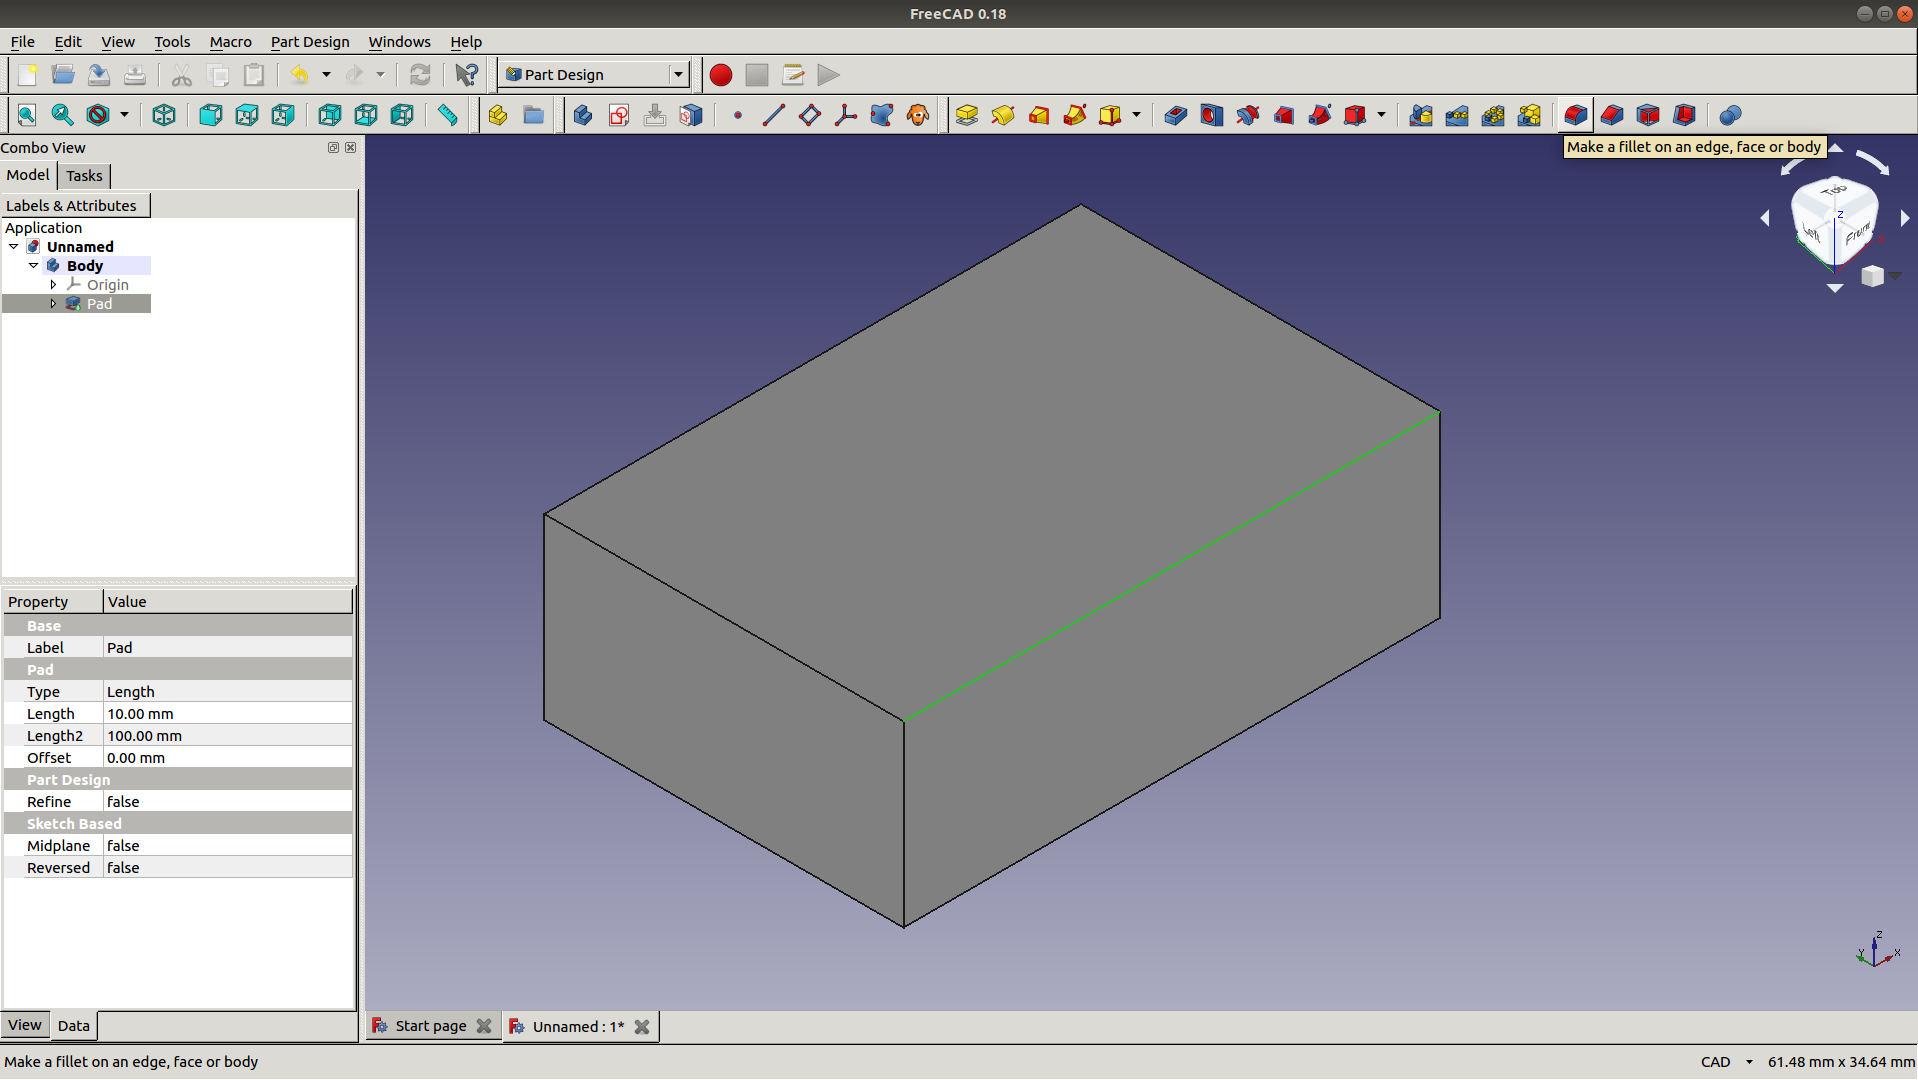 FreeCAD 0.18
File Edit View Tools Macro Part Design Windows Help
Part Design
Combo View
Model Tasks
Labels & Attributes
Application
Unnamed
Body
Origin
Pad
Make a fillet on an edge, face or body
Top
Left
Front
Z
Property Value
Base
Label Pad
Pad
Type Length
Length 10.00 mm
Length2 100.00 mm
Offset 0.00 mm
Part Design
Refine false
Sketch Based
Midplane false
Reversed false
Z
Y X
View Data
Start page Unnamed : 1*
Make a fillet on an edge, face or body CAD 61.48 mm x 34.64 mm